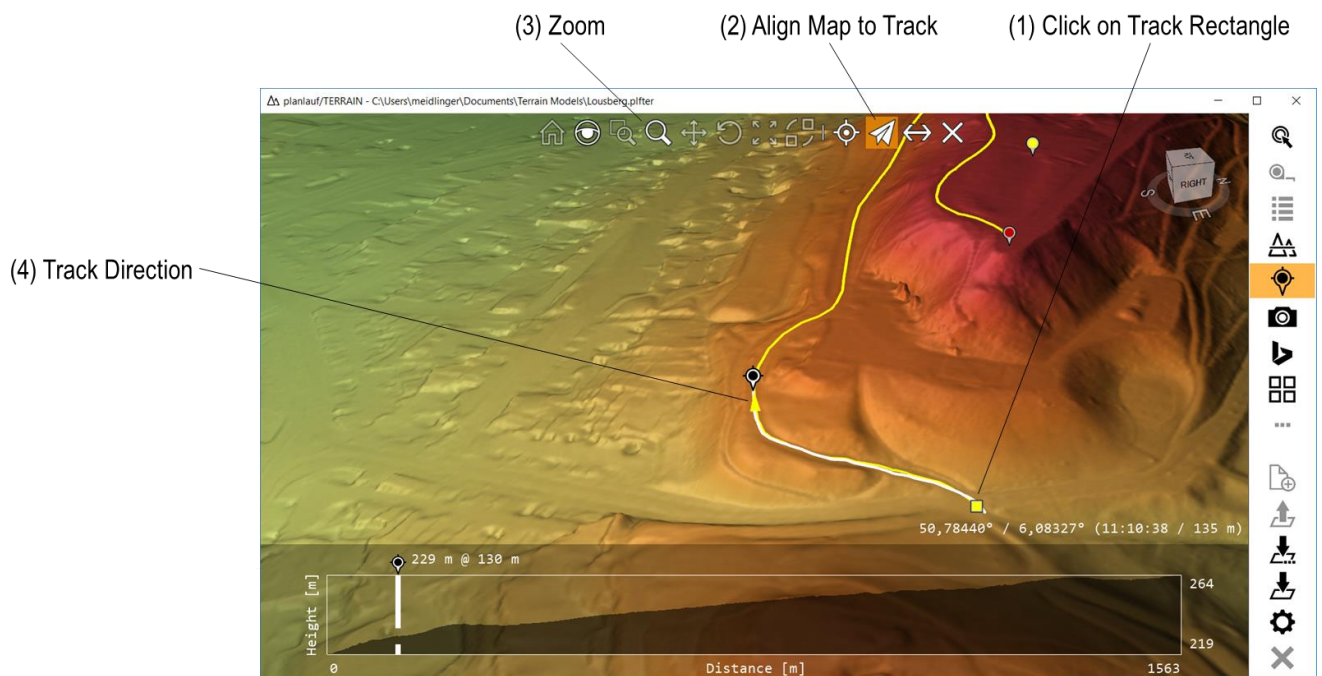 (3) Zoom
(2) Align Map to Track
(1) Click on Track Rectangle
planlauf/TERRAIN - C:\Users\meidlinger\Documents\Terrain Models\Lousberg.plfter
RIGHT
S
N
E
(4) Track Direction
50,78440° / 6,08327° (11:10:38 / 135 m)
229 m @ 130 m
Height [m]
264
219
0
Distance [m]
1563